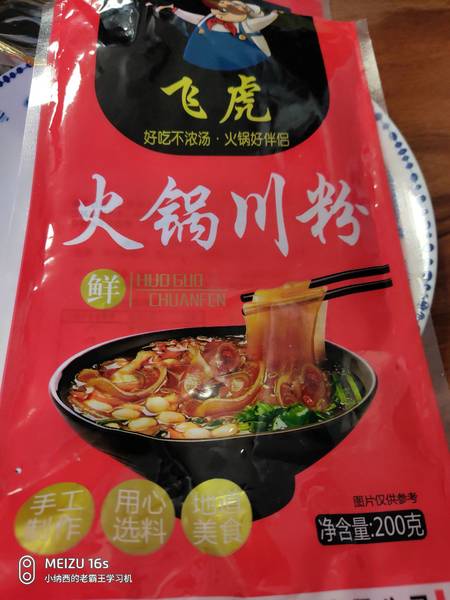 飞虎
好吃不浓汤·火锅好伴侣
火锅川粉
鲜
HUO GUO
CHUANFEN
手工
制作
用心
选料
地道
美食
图片仅供参考
净含量:200克
MEIZU 16s
小纳西的老霸王学习机